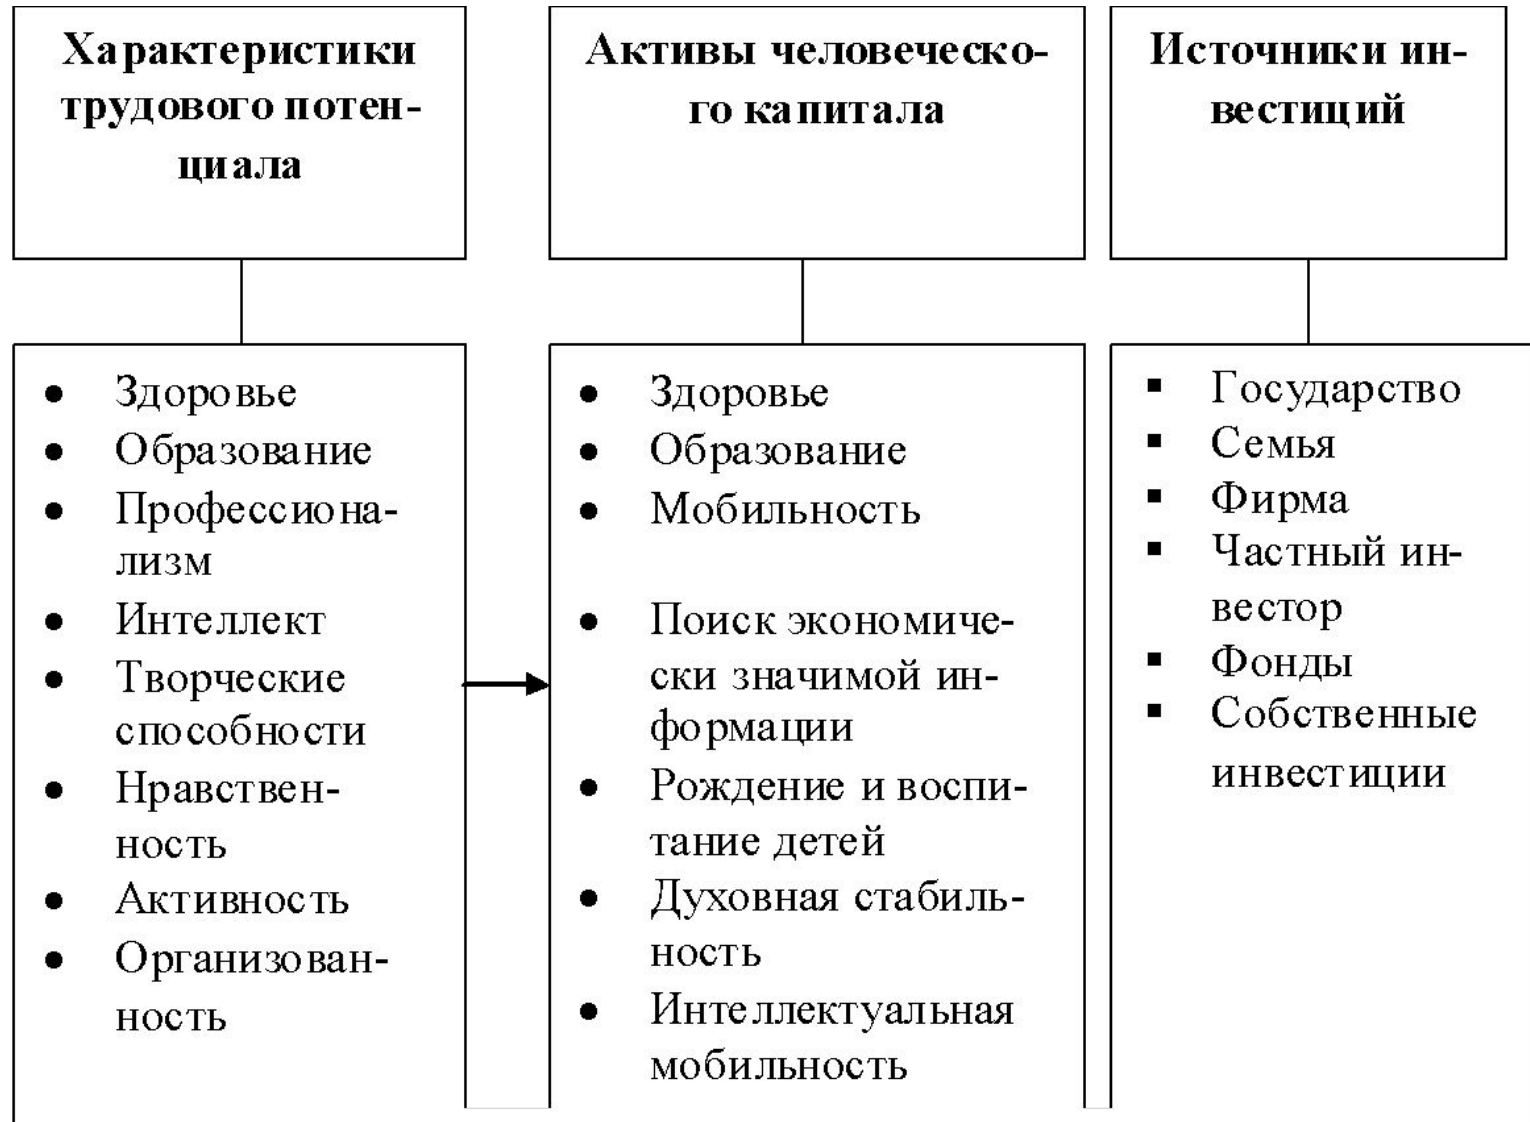 Характеристики
трудового потен-
циала
Активы человеческо-
го капитала
Источники ин-
вестиций
● Здоровье
● Образование
● Профессиона-
лизм
● Интеллект
● Творческие
способности
● Нравствен-
ность
● Активность
● Организован-
ность
● Здоровье
● Образование
● Мобильность
● Поиск экономиче-
ски значимой ин-
формации
● Рождение и воспи-
тание детей
● Духовная стабиль-
ность
● Интеллектуальная
мобильность
▪ Государство
▪ Семья
▪ Фирма
▪ Частный ин-
вестор
▪ Фонды
▪ Собственные
инвестиции